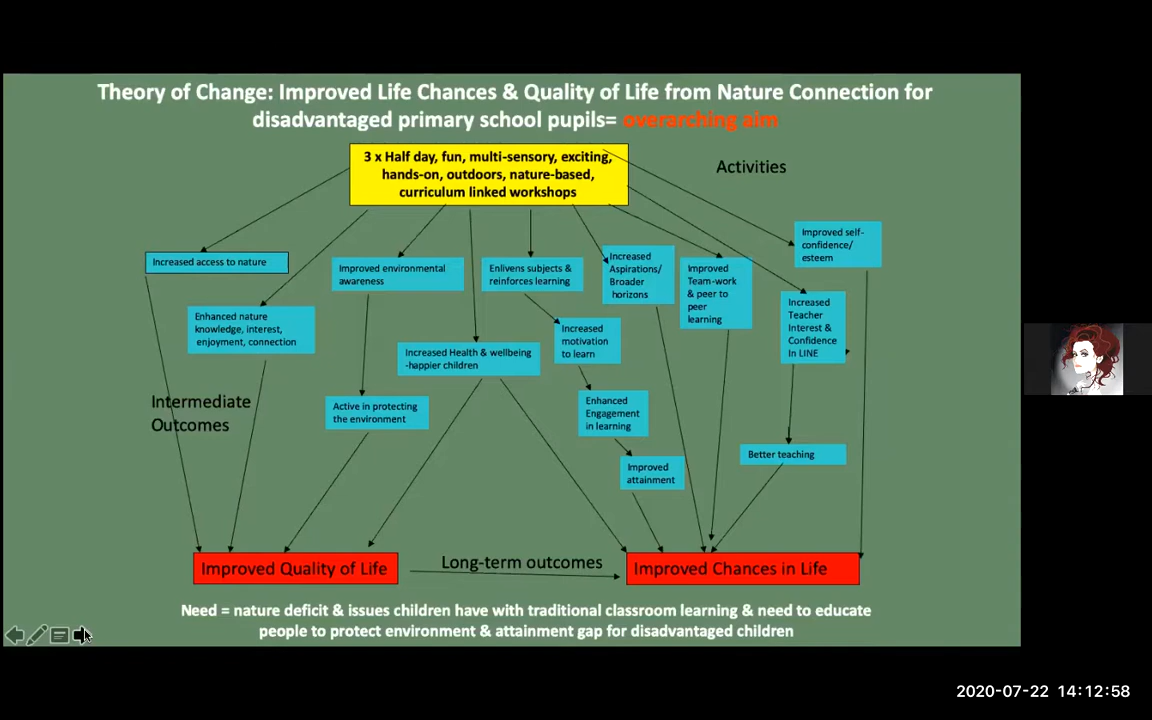 Theory of Change: Improved Life Chances & Quality of Life from Nature Connection for
disadvantaged primary school pupils= overarching aim
3 x Half day, fun, multi-sensory, exciting,
hands-on, outdoors, nature-based,
curriculum linked workshops
Activities
Increased access to nature
Enhanced nature
knowledge, interest,
enjoyment, connection
Improved environmental
awareness
Active in protecting
the environment
Increased Health & wellbeing
-happier children
Enlivens subjects &
reinforces learning
Increased
motivation
to learn
Enhanced
Engagement
in learning
Improved
attainment
Increased
Aspirations/
Broader
horizons
Improved
Team-work
& peer to
peer
learning
Improved self-
confidence/
esteem
Increased
Teacher
Interest &
Confidence
In LINE
Better teaching
Intermediate
Outcomes
Improved Quality of Life
Long-term outcomes
Improved Chances in Life
Need = nature deficit & issues children have with traditional classroom learning & need to educate
people to protect environment & attainment gap for disadvantaged children
2020-07-22 14:12:58